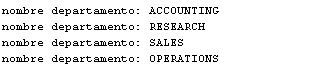 nombre departamento: ACCOUNTING
nombre departamento: RESEARCH
nombre departamento: SALES
nombre departamento: OPERATIONS